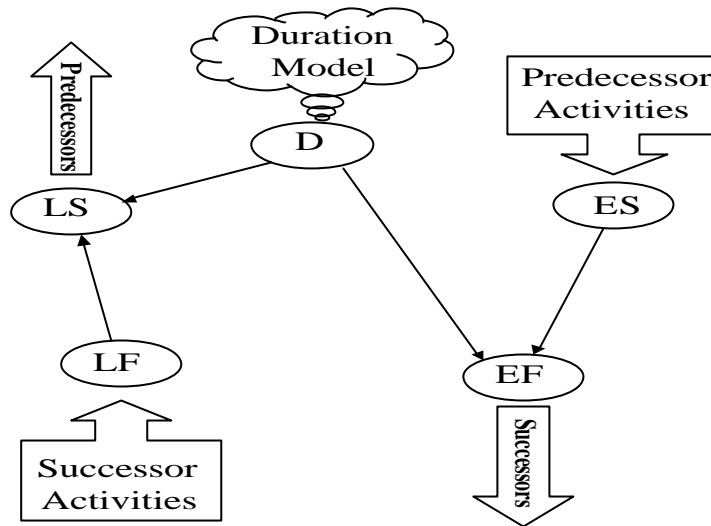 Duration
Model
Predecessors
Predecessor
Activities
D
LS
ES
LF
EF
Successor
Activities
Successors